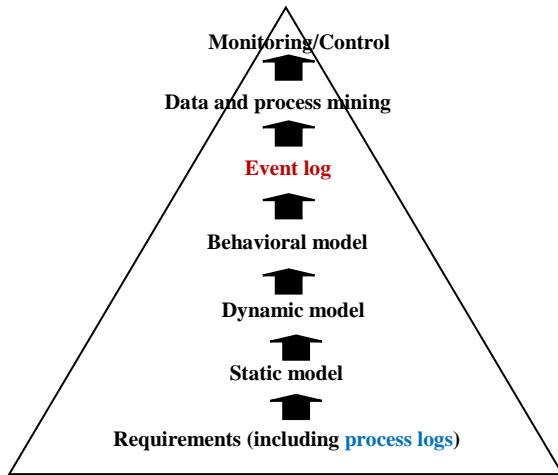 Monitoring/Control
Data and process mining
Event log
Behavioral model
Dynamic model
Static model
Requirements (including process logs)